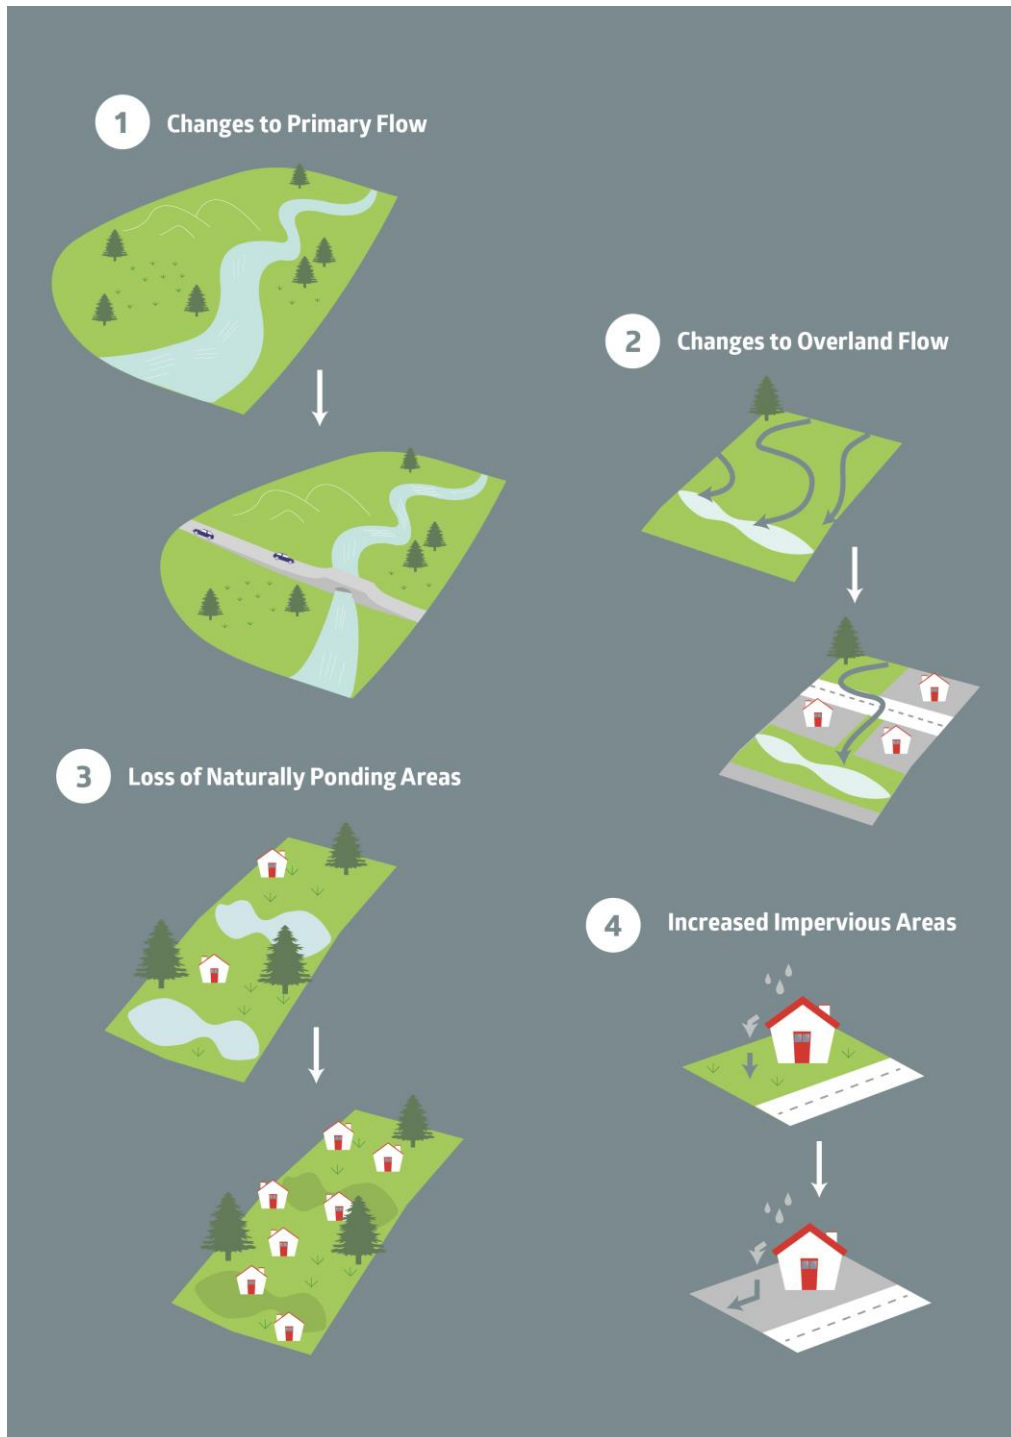 1 Changes to Primary Flow
2 Changes to Overland Flow
3 Loss of Naturally Ponding Areas
4 Increased Impervious Areas